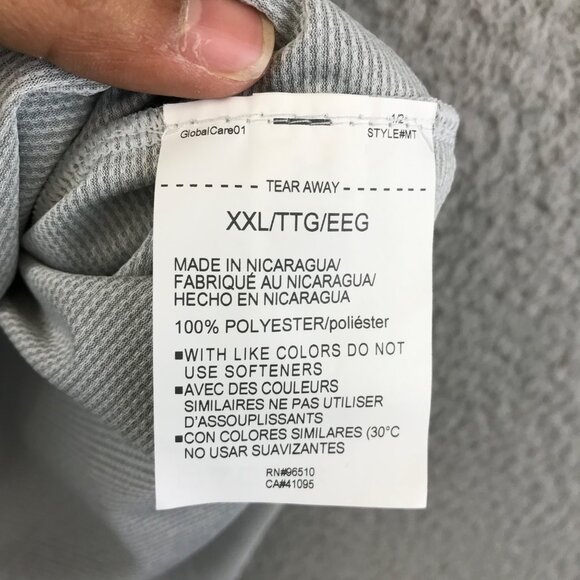 GlobalCare01
1/2
STYLE#MT
- - - - - - - - - TEAR AWAY - - - - - - - - -
XXL/TTG/EEG
MADE IN NICARAGUA/
FABRIQUÉ AU NICARAGUA/
HECHO EN NICARAGUA
100% POLYESTER/poliéster
■WITH LIKE COLORS DO NOT
USE SOFTENERS
■AVEC DES COULEURS
SIMILAIRES NE PAS UTILISER
D'ASSOUPLISSANTS
■CON COLORES SIMILARES (30°C
NO USAR SUAVIZANTES
RN#96510
CA#41095